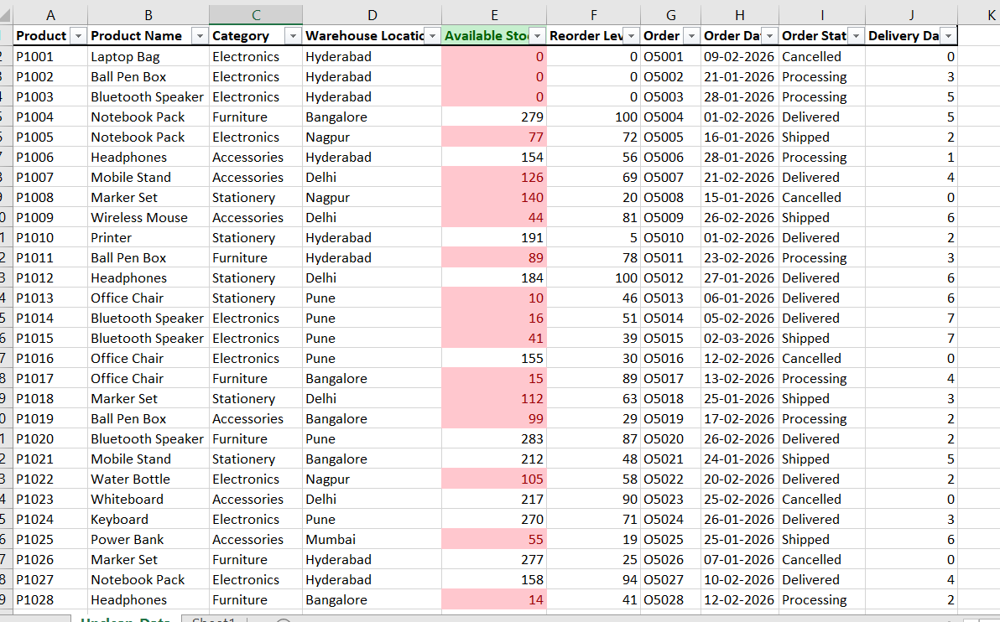 A B C D E F G H I J K
Product Product Name Category Warehouse Locatio Available Sto Reorder Lev Order Order Da Order Stat Delivery Da
P1001 Laptop Bag Electronics Hyderabad 0 0 O5001 09-02-2026 Cancelled 0
P1002 Ball Pen Box Electronics Hyderabad 0 O5002 21-01-2026 Processing 3
P1003 Bluetooth Speaker Electronics Hyderabad 0 0 O5003 28-01-2026 Processing 5
P1004 Notebook Pack Furniture Bangalore 279 100 O5004 01-02-2026 Delivered 5
P1005 Notebook Pack Electronics Nagpur 77 72 O5005 16-01-2026 Shipped 2
P1006 Headphones Accessories Hyderabad 154 56 O5006 28-01-2026 Processing 1
P1007 Mobile Stand Accessories Delhi 126 69 O5007 21-02-2026 Delivered 4
P1008 Marker Set Stationery Nagpur 140 20 O5008 15-01-2026 Cancelled 0
P1009 Wireless Mouse Accessories Delhi 44 81 O5009 26-02-2026 Shipped 6
P1010 Printer Stationery Hyderabad 191 5 O5010 01-02-2026 Delivered 2
P1011 Ball Pen Box Furniture Hyderabad 89 78 O5011 23-02-2026 Processing 3
P1012 Headphones Stationery Delhi 184 100 O5012 27-01-2026 Delivered 6
P1013 Office Chair Stationery Pune 10 46 O5013 06-01-2026 Delivered 6
P1014 Bluetooth Speaker Electronics Pune 16 51 O5014 05-02-2026 Delivered 7
P1015 Bluetooth Speaker Electronics Pune 41 39 O5015 02-03-2026 Shipped 7
P1016 Office Chair Electronics Pune 155 30 O5016 12-02-2026 Cancelled 0
P1017 Office Chair Furniture Bangalore 15 89 O5017 13-02-2026 Processing 4
P1018 Marker Set Stationery Delhi 112 63 O5018 25-01-2026 Shipped 3
P1019 Ball Pen Box Accessories Bangalore 99 29 O5019 17-02-2026 Processing 2
P1020 Bluetooth Speaker Furniture Pune 283 87 O5020 26-02-2026 Delivered 2
P1021 Mobile Stand Stationery Bangalore 212 48 O5021 24-01-2026 Shipped 5
P1022 Water Bottle Electronics Nagpur 105 58 O5022 20-02-2026 Delivered 2
P1023 Whiteboard Accessories Delhi 217 90 O5023 25-02-2026 Cancelled 0
P1024 Keyboard Electronics Pune 270 71 O5024 26-01-2026 Delivered 3
P1025 Power Bank Accessories Mumbai 55 19 O5025 25-01-2026 Shipped 6
P1026 Marker Set Furniture Hyderabad 277 25 O5026 07-01-2026 Cancelled 0
P1027 Notebook Pack Electronics Hyderabad 158 94 O5027 10-02-2026 Delivered 4
P1028 Headphones Furniture Bangalore 14 41 O5028 12-02-2026 Processing 2